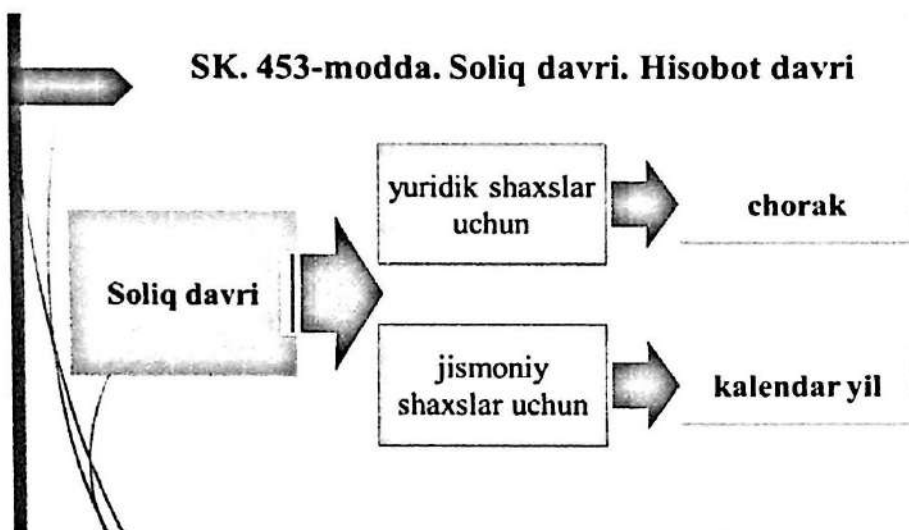 SK. 453-modda. Soliq davri. Hisobot davri
yuridik shaxslar
uchun
chorak
Soliq davri
jismoniy
shaxslar uchun
kalendar yil